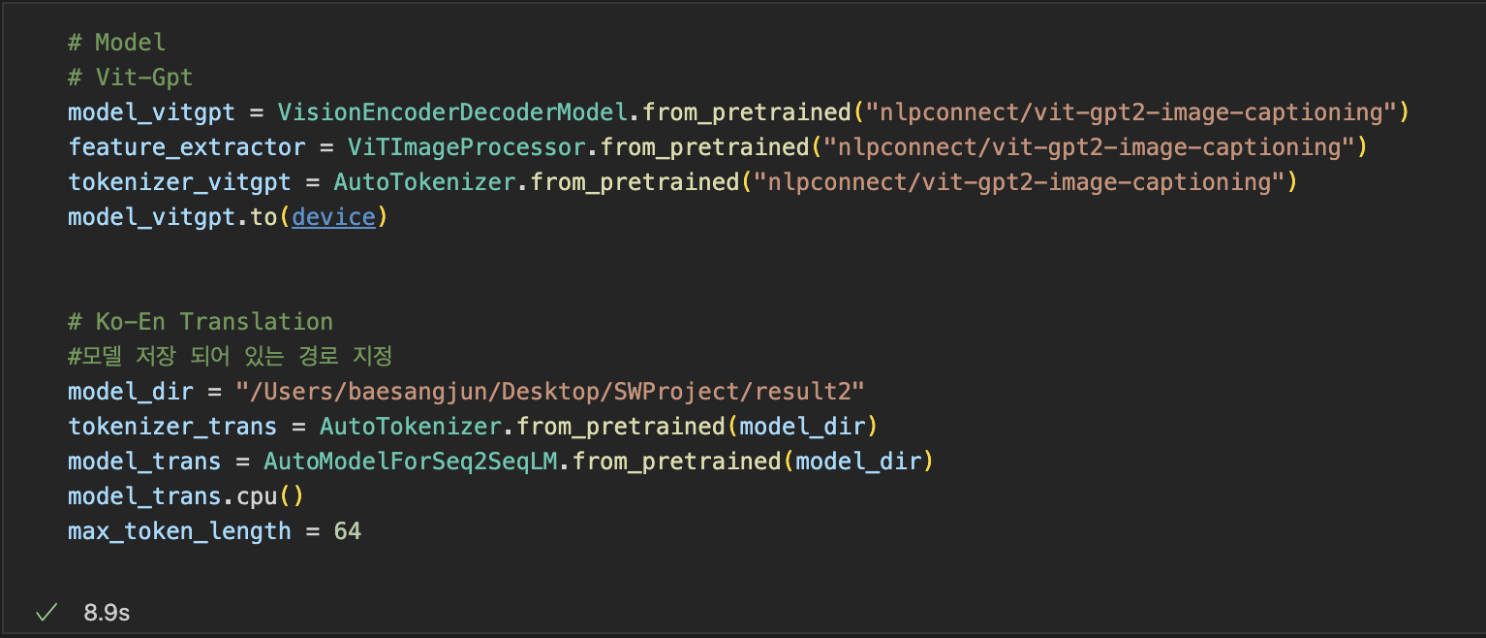 # Model
# Vit-Gpt
model_vitgpt = VisionEncoderDecoderModel.from_pretrained("nlpconnect/vit-gpt2-image-captioning")
feature_extractor = ViTImageProcessor.from_pretrained("nlpconnect/vit-gpt2-image-captioning")
tokenizer_vitgpt = AutoTokenizer.from_pretrained("nlpconnect/vit-gpt2-image-captioning")
model_vitgpt.to(device)
# Ko-En Translation
#모델 저장 되어 있는 경로 지정
model_dir = "/Users/baesangjun/Desktop/SWProject/result2"
tokenizer_trans = AutoTokenizer.from_pretrained(model_dir)
model_trans = AutoModelForSeq2SeqLM.from_pretrained(model_dir)
model_trans.cpu()
max_token_length = 64
8.9s